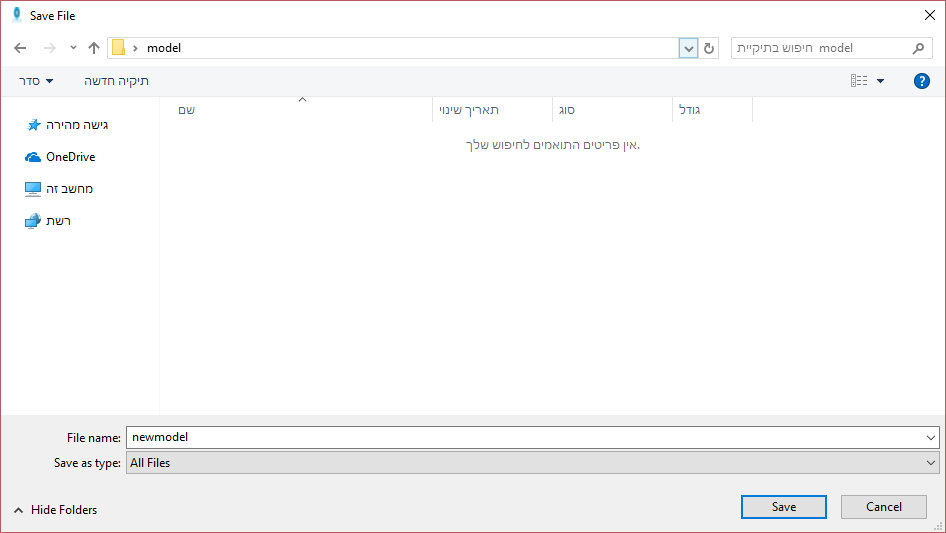 Save File
model
חיפוש בתיקיית model
סדר
תיקיה חדשה
?
שם
תאריך שינוי
סוג
גודל
אין פריטים התואמים לחיפוש שלך.
גישה מהירה
OneDrive
מחשב זה
רשת
File name: newmodel
Save as type: All Files
Hide Folders
Save
Cancel